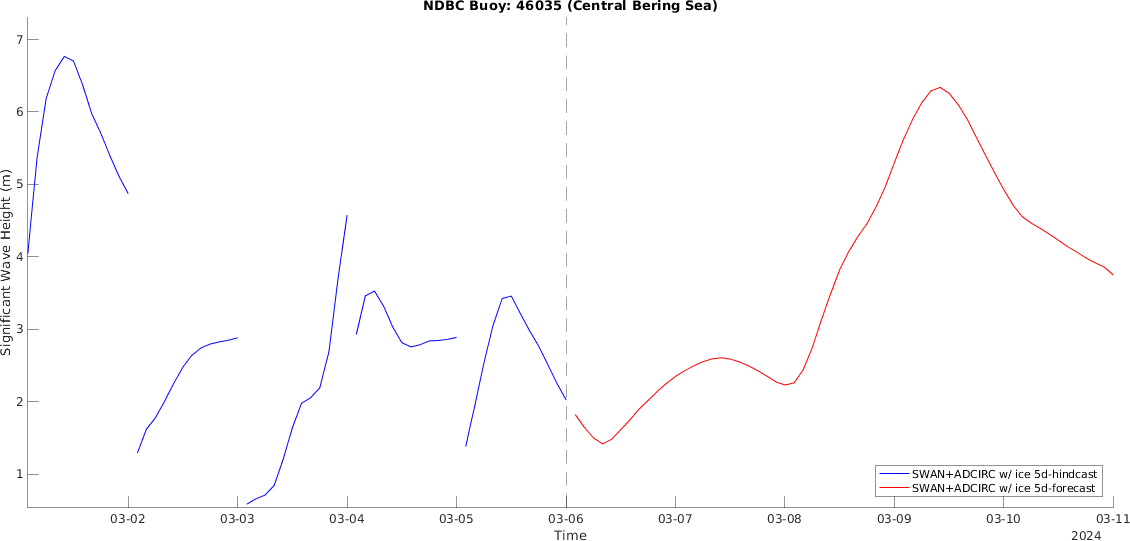 NDBC Buoy: 46035 (Central Bering Sea)
Significant Wave Height (m)
7
6
5
4
3
2
1
SWAN+ADCIRC w/ ice 5d-hindcast
SWAN+ADCIRC w/ ice 5d-forecast
03-02 03-03 03-04 03-05 03-06 03-07 03-08 03-09 03-10 03-11
Time
2024